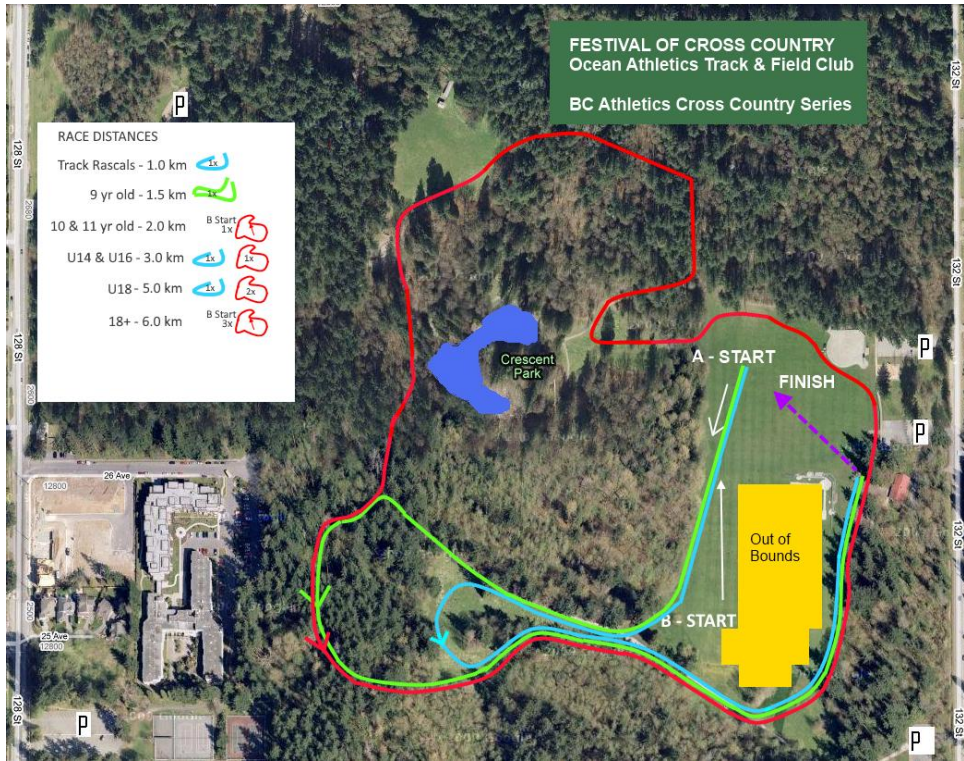 FESTIVAL OF CROSS COUNTRY
Ocean Athletics Track & Field Club
BC Athletics Cross Country Series
P
RACE DISTANCES
Track Rascals - 1.0 km 1x
9 yr old - 1.5 km 1x
10 & 11 yr old - 2.0 km B Start 1x
U14 & U16 - 3.0 km 1x 1x
U18 - 5.0 km 1x 2x
18+ - 6.0 km B Start 3x
128 St
132 St
2680
128 St
132 St
2600
Crescent
Park
A - START
FINISH
P
P
26 Ave
12800
Out of
Bounds
132 St
2500
B - START
25 Ave
12800
128 St
132 St
P
P